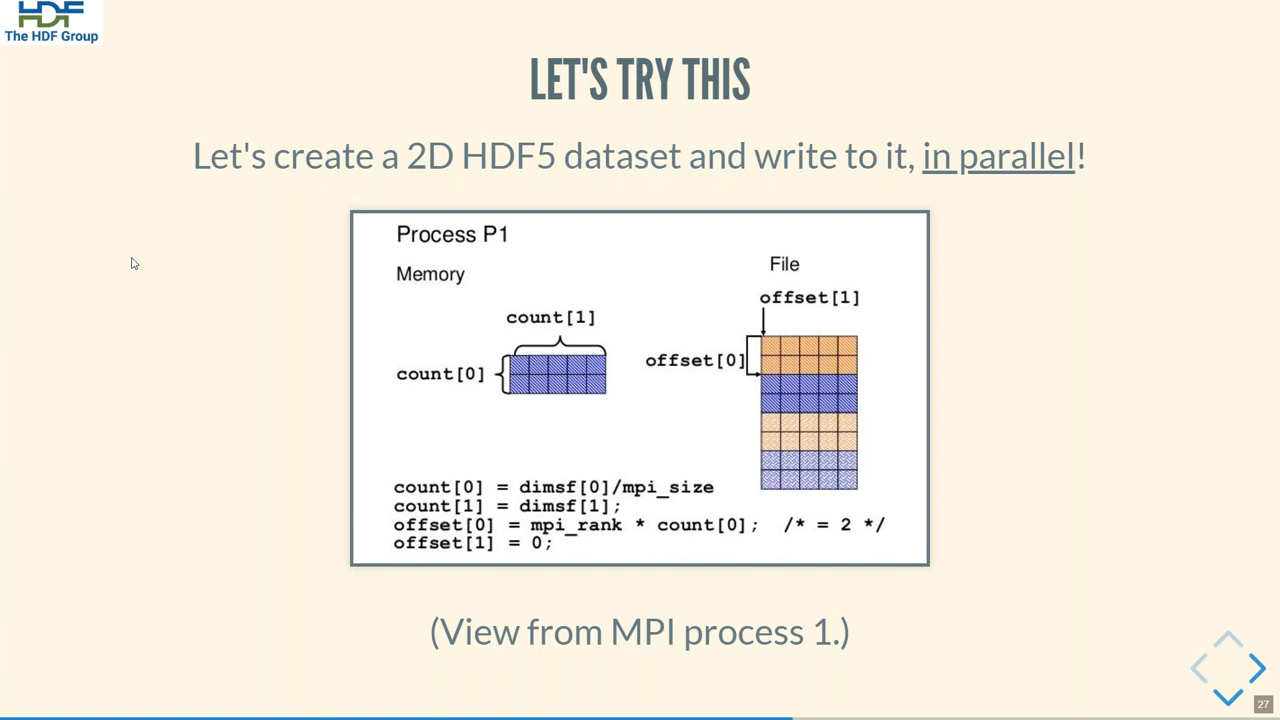 HDF
The HDF Group
LET'S TRY THIS
Let's create a 2D HDF5 dataset and write to it, in parallel!
Process P1
Memory
File
offset[1]
count[1]
offset[0]
count[0]
count[0] = dimsf[0]/mpi_size
count[1] = dimsf[1];
offset[0] = mpi_rank * count[0]; /* = 2 */
offset[1] = 0;
(View from MPI process 1.)
27